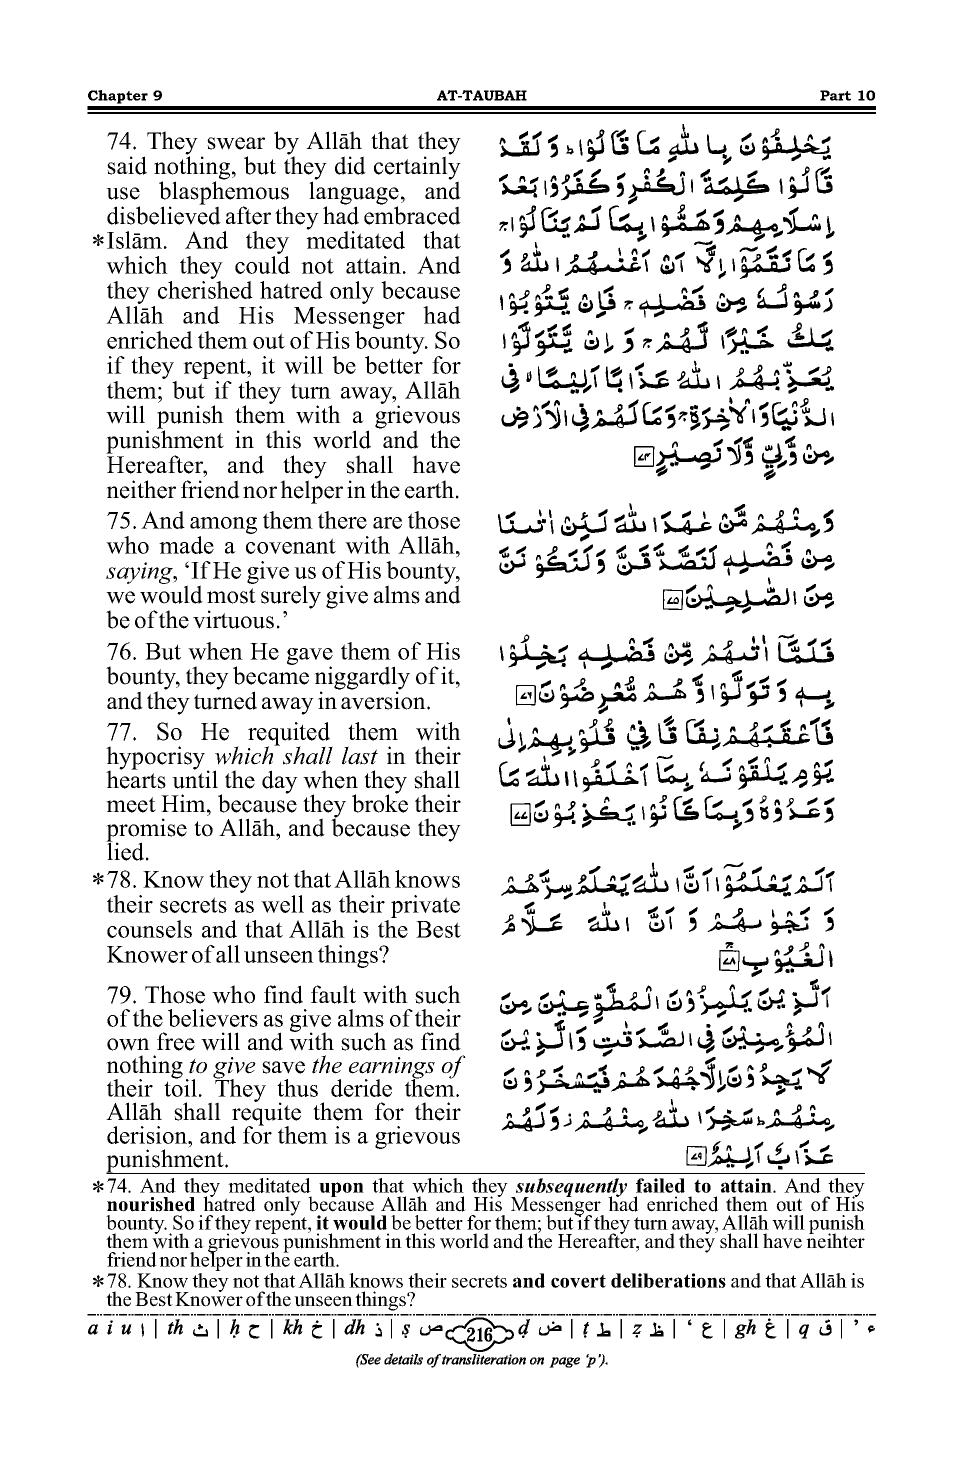 Chapter 9 AT-TAUBAH Part 10
74. They swear by Allāh that they
said nothing, but they did certainly
use blasphemous language, and
disbelieved after they had embraced
*Islām. And they meditated that
which they could not attain. And
they cherished hatred only because
Allāh and His Messenger had
enriched them out of His bounty. So
if they repent, it will be better for
them; but if they turn away, Allāh
will punish them with a grievous
punishment in this world and the
Hereafter, and they shall have
neither friend nor helper in the earth.
يَحْلِفُوْنَ بِاللّٰهِ مَا قَالُوْا ؕ وَ لَقَدْ
قَالُوْا كَلِمَةَ الْكُفْرِ وَ كَفَرُوْا بَعْدَ
اِسْلَامِهِمْ وَ هَمُّوْا بِمَا لَمْ يَنَالُوْا ۚ
وَ مَا نَقَمُوْۤا اِلَّاۤ اَنْ اَغْنٰىهُمُ اللّٰهُ وَ
رَسُوْلُهٗ مِنْ فَضْلِهٖ ۚ فَاِنْ يَّتُوْبُوْا
يَكُ خَيْرًا لَّهُمْ ۚ وَ اِنْ يَّتَوَلَّوْا
يُعَذِّبْهُمُ اللّٰهُ عَذَابًا اَلِيْمًا ۙ فِى
الدُّنْيَا وَ الْاٰخِرَةِ ۚ وَ مَا لَهُمْ فِى الْاَرْضِ
مِنْ وَّلِيٍّ وَّلَا نَصِيْرٍ ۷۴
75. And among them there are those
who made a covenant with Allāh,
saying, ‘If He give us of His bounty,
we would most surely give alms and
be of the virtuous.’
وَ مِنْهُمْ مَّنْ عٰهَدَ اللّٰهَ لَئِنْ اٰتٰىنَا
مِنْ فَضْلِهٖ لَنَصَّدَّقَنَّ وَ لَنَكُوْنَنَّ
مِنَ الصّٰلِحِيْنَ ۷۵
76. But when He gave them of His
bounty, they became niggardly of it,
and they turned away in aversion.
فَلَمَّاۤ اٰتٰىهُمْ مِّنْ فَضْلِهٖ بَخِلُوْا
بِهٖ وَ تَوَلَّوْا وَّ هُمْ مُّعْرِضُوْنَ ۷۶
77. So He requited them with
hypocrisy which shall last in their
hearts until the day when they shall
meet Him, because they broke their
promise to Allāh, and because they
lied.
فَاَعْقَبَهُمْ نِفَاقًا فِيْ قُلُوْبِهِمْ اِلٰى
يَوْمِ يَلْقَوْنَهٗ بِمَاۤ اَخْلَفُوا اللّٰهَ مَا
وَعَدُوْهُ وَ بِمَا كَانُوْا يَكْذِبُوْنَ ۷۷
*78. Know they not that Allāh knows
their secrets as well as their private
counsels and that Allāh is the Best
Knower of all unseen things?
اَلَمْ يَعْلَمُوْۤا اَنَّ اللّٰهَ يَعْلَمُ سِرَّهُمْ
وَ نَجْوٰىهُمْ وَ اَنَّ اللّٰهَ عَلَّامُ
الْغُيُوْبِ ۚ ۷۸
79. Those who find fault with such
of the believers as give alms of their
own free will and with such as find
nothing to give save the earnings of
their toil. They thus deride them.
Allāh shall requite them for their
derision, and for them is a grievous
punishment.
اَلَّذِيْنَ يَلْمِزُوْنَ الْمُطَّوِّعِيْنَ مِنَ
الْمُؤْمِنِيْنَ فِى الصَّدَقٰتِ وَ الَّذِيْنَ
لَا يَجِدُوْنَ اِلَّا جُهْدَهُمْ فَيَسْخَرُوْنَ
مِنْهُمْ ؕ سَخِرَ اللّٰهُ مِنْهُمْ ۫ وَ لَهُمْ
عَذَابٌ اَلِيْمٌ ۷۹
*74. And they meditated upon that which they subsequently failed to attain. And they
nourished hatred only because Allāh and His Messenger had enriched them out of His
bounty. So if they repent, it would be better for them; but if they turn away, Allāh will punish
them with a grievous punishment in this world and the Hereafter, and they shall have neihter
friend nor helper in the earth.
*78. Know they not that Allāh knows their secrets and covert deliberations and that Allāh is
the Best Knower of the unseen things?
a i u ا | th ث | ḥ ح | kh خ | dh ذ | ṣ ص 216 ḍ ض | ṭ ط | ẓ ظ | ‘ ع | gh غ | q ق | ’ ء
(See details of transliteration on page ‘p’).